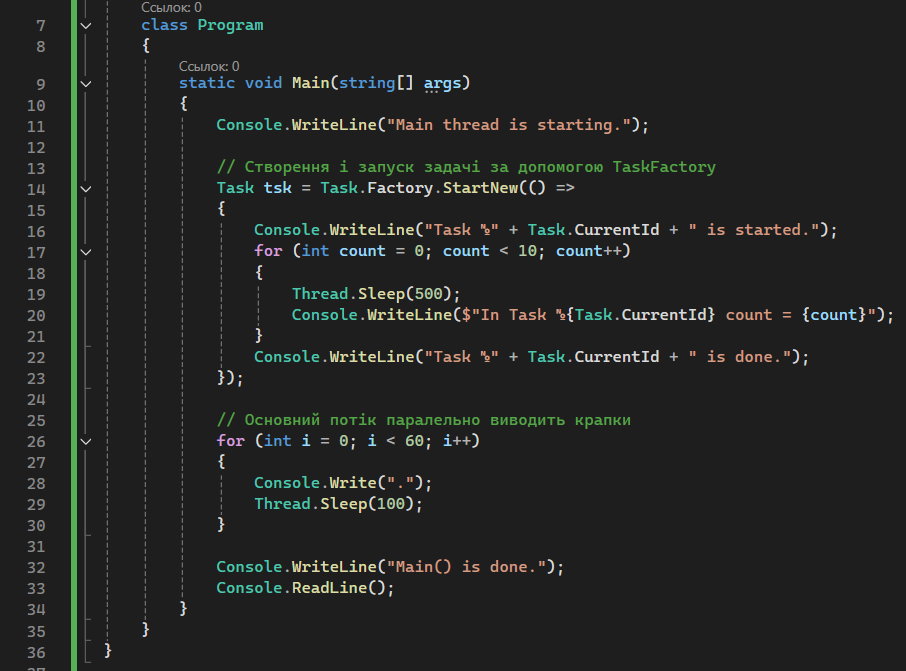 Ссылок: 0
7 class Program
8 {
Ссылок: 0
9 static void Main(string[] args)
10 {
11 Console.WriteLine("Main thread is starting.");
12
13 // Створення і запуск задачі за допомогою TaskFactory
14 Task tsk = Task.Factory.StartNew(() =>
15 {
16 Console.WriteLine("Task %" + Task.CurrentId + " is started.");
17 for (int count = 0; count < 10; count++)
18 {
19 Thread.Sleep(500);
20 Console.WriteLine($"In Task %{Task.CurrentId} count = {count}");
21 }
22 Console.WriteLine("Task %" + Task.CurrentId + " is done.");
23 });
24
25 // Основний потік паралельно виводить крапки
26 for (int i = 0; i < 60; i++)
27 {
28 Console.Write(".");
29 Thread.Sleep(100);
30 }
31
32 Console.WriteLine("Main() is done.");
33 Console.ReadLine();
34 }
35 }
36 }